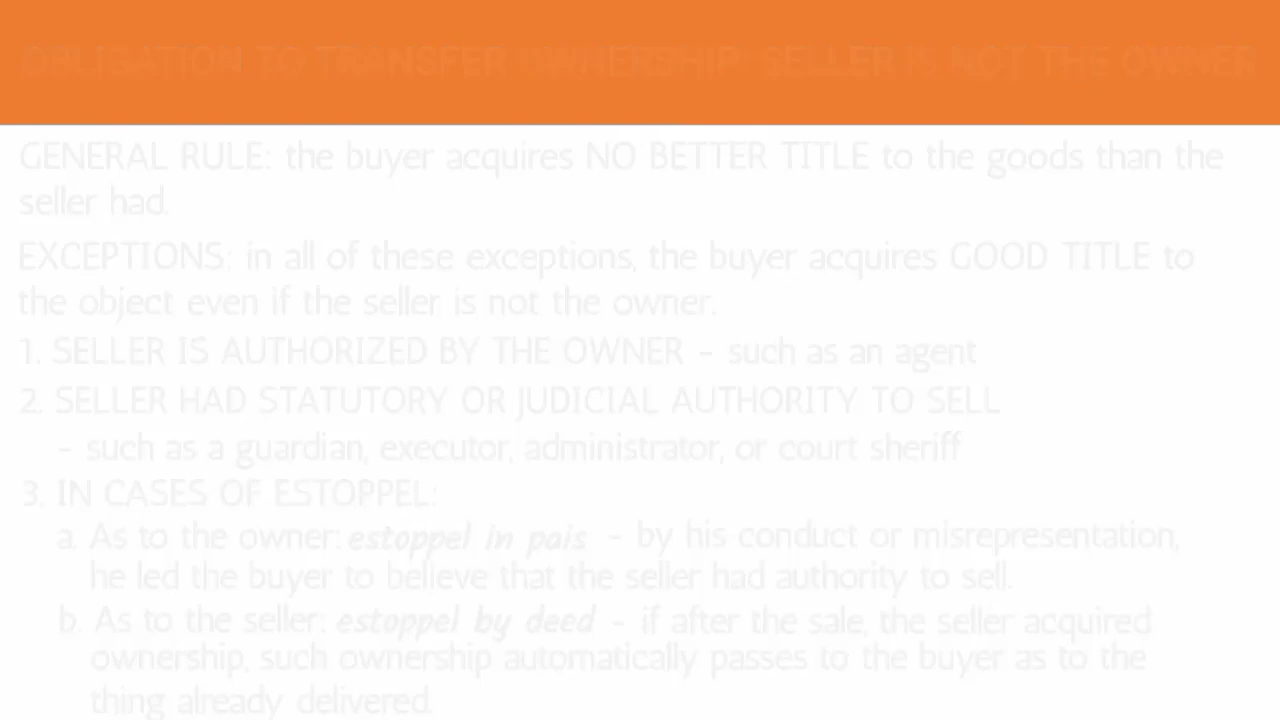 OBLIGATION TO TRANSFER OWNERSHIP: SELLER IS NOT THE OWNER
GENERAL RULE: the buyer acquires NO BETTER TITLE to the goods than the
seller had.
EXCEPTIONS: in all of these exceptions, the buyer acquires GOOD TITLE to
the object even if the seller is not the owner.
1. SELLER IS AUTHORIZED BY THE OWNER – such as an agent
2. SELLER HAD STATUTORY OR JUDICIAL AUTHORITY TO SELL
– such as a guardian, executor, administrator, or court sheriff
3. IN CASES OF ESTOPPEL:
a. As to the owner: estoppel in pais – by his conduct or misrepresentation,
he led the buyer to believe that the seller had authority to sell.
b. As to the seller: estoppel by deed – if after the sale, the seller acquired
ownership, such ownership automatically passes to the buyer as to the
thing already delivered.